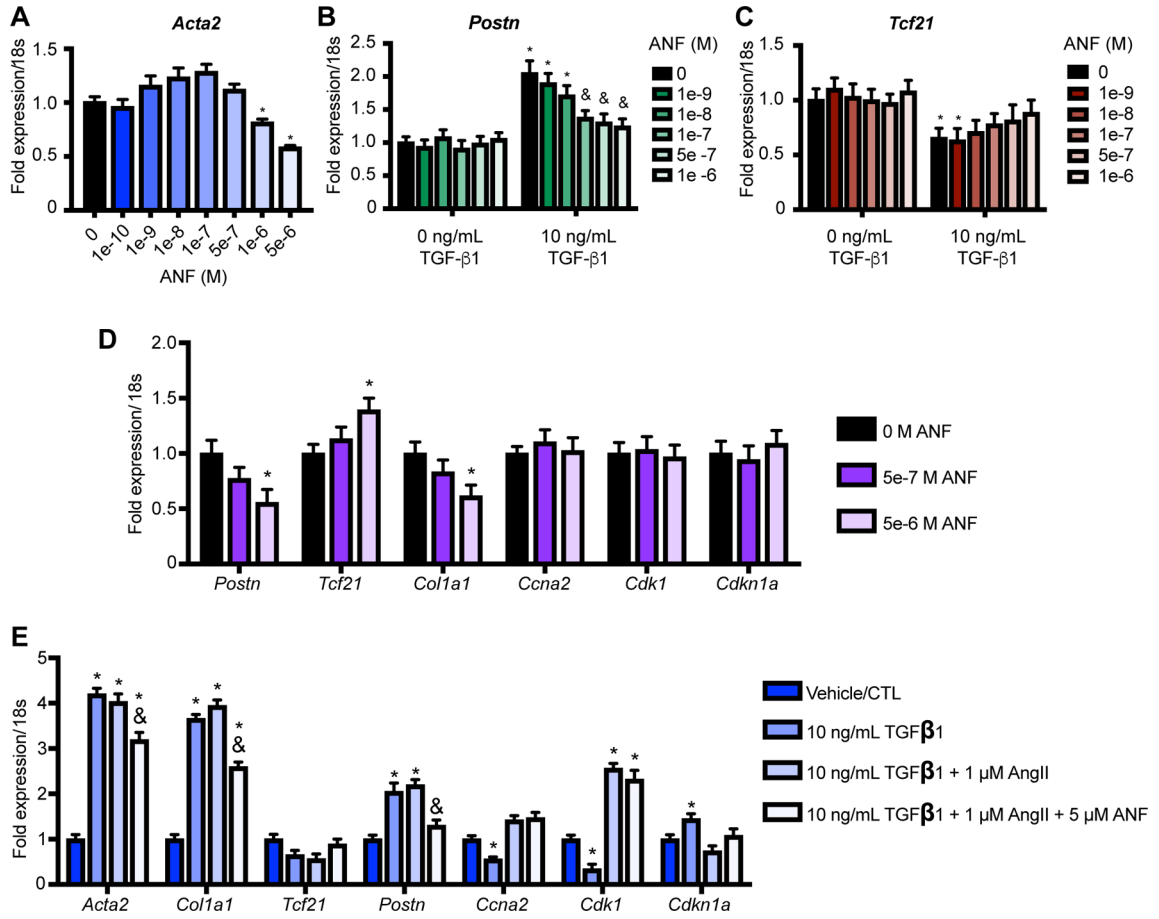 A
Acta2
Fold expression/18s
1.5
1.0
0.5
0
* *
0 1e-10 1e-9 1e-8 1e-7 5e-7 1e-6 5e-6
ANF (M)
B
Postn
Fold expression/18s
2.5
2.0
1.5
1.0
0.5
0
* * * & & &
0 ng/mL
TGF-β1
10 ng/mL
TGF-β1
ANF (M)
0
1e-9
1e-8
1e-7
5e -7
1e -6
C
Tcf21
Fold expression/18s
1.5
1.0
0.5
0
* *
0 ng/mL
TGF-β1
10 ng/mL
TGF-β1
ANF (M)
0
1e-9
1e-8
1e-7
5e-7
1e-6
D
Fold expression/ 18s
2.0
1.5
1.0
0.5
0
* * *
Postn Tcf21 Col1a1 Ccna2 Cdk1 Cdkn1a
0 M ANF
5e-7 M ANF
5e-6 M ANF
E
Fold expression/18s
5
4
3
2
1
0
* * * & * * * & * * & * * * * *
Acta2 Col1a1 Tcf21 Postn Ccna2 Cdk1 Cdkn1a
Vehicle/CTL
10 ng/mL TGFβ1
10 ng/mL TGFβ1 + 1 µM AngII
10 ng/mL TGFβ1 + 1 µM AngII + 5 µM ANF